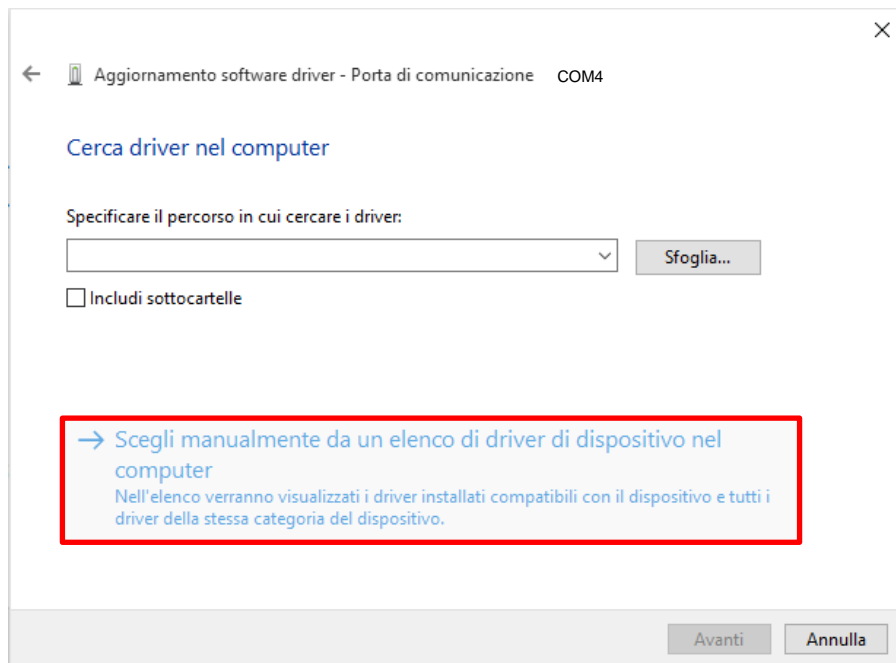 Aggiornamento software driver - Porta di comunicazione COM4
Cerca driver nel computer
Specificare il percorso in cui cercare i driver:
Sfoglia...
Includi sottocartelle
Scegli manualmente da un elenco di driver di dispositivo nel
computer
Nell'elenco verranno visualizzati i driver installati compatibili con il dispositivo e tutti i
driver della stessa categoria del dispositivo.
Avanti Annulla